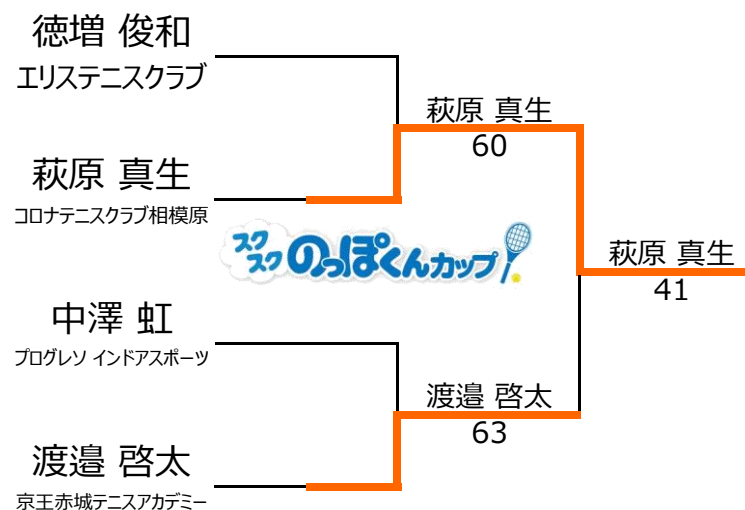 徳増 俊和
エリステニスクラブ
萩原 真生
60
萩原 真生
コロナテニスクラブ相模原
スクスクのっぽくんカップ
萩原 真生
41
中澤 虹
プログレソ インドアスポーツ
渡邉 啓太
63
渡邉 啓太
京王赤城テニスアカデミー